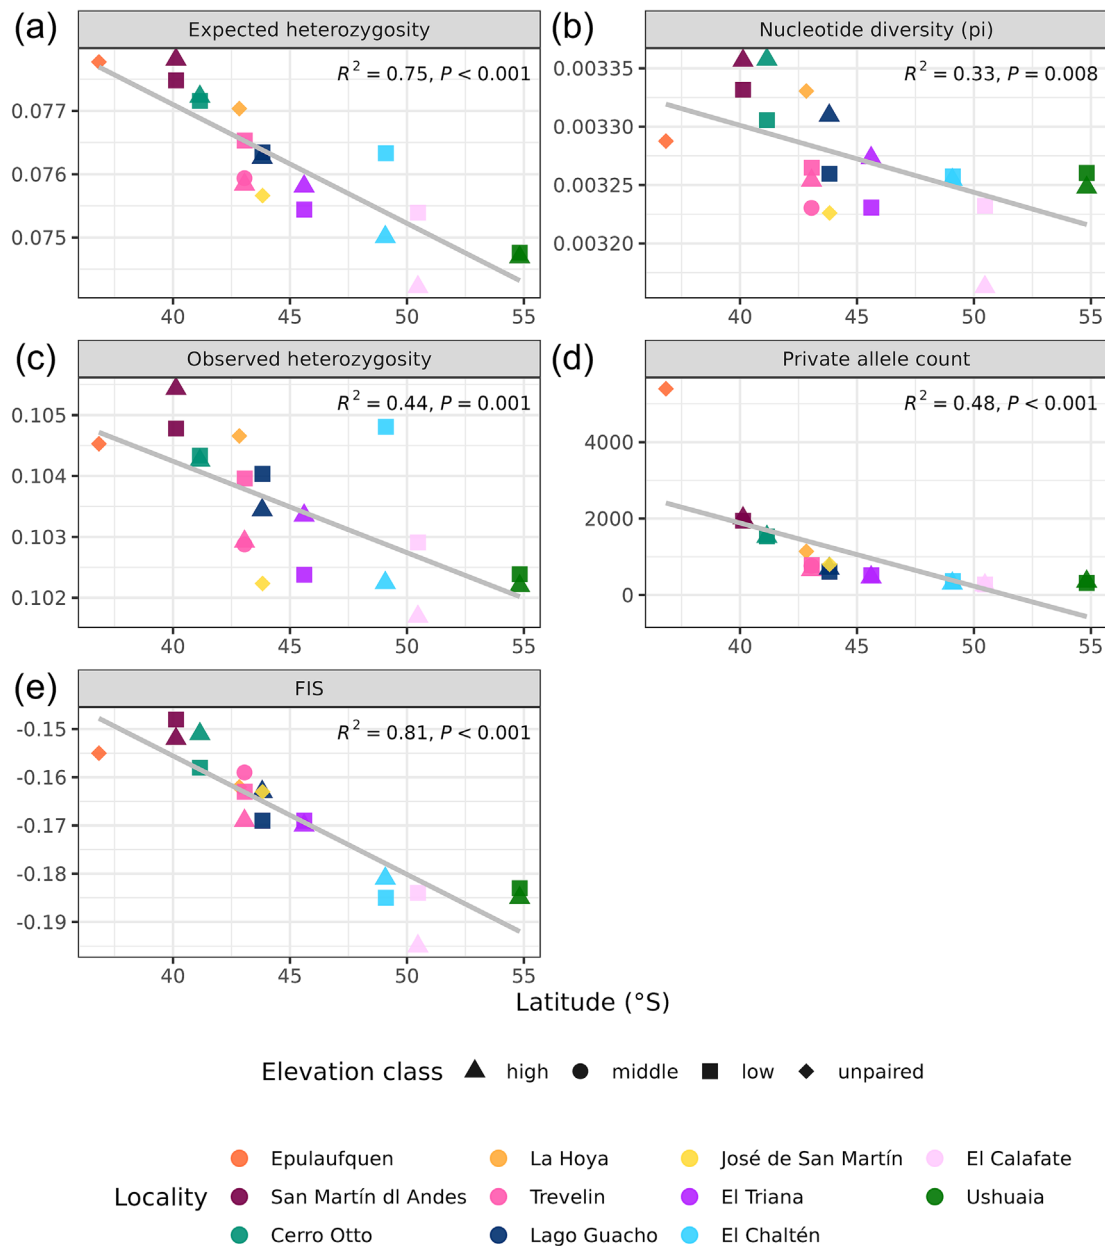 (a)
Expected heterozygosity
R² = 0.75, P < 0.001
0.077
0.076
0.075
40 45 50 55
(b)
Nucleotide diversity (pi)
R² = 0.33, P = 0.008
0.00335
0.00330
0.00325
0.00320
40 45 50 55
(c)
Observed heterozygosity
R² = 0.44, P = 0.001
0.105
0.104
0.103
0.102
40 45 50 55
(d)
Private allele count
R² = 0.48, P < 0.001
4000
2000
0
40 45 50 55
(e)
FIS
R² = 0.81, P < 0.001
-0.15
-0.16
-0.17
-0.18
-0.19
40 45 50 55
Latitude (°S)
Elevation class high middle low unpaired
Epulaufquen La Hoya José de San Martín El Calafate
Locality San Martín dl Andes Trevelin El Triana Ushuaia
Cerro Otto Lago Guacho El Chaltén